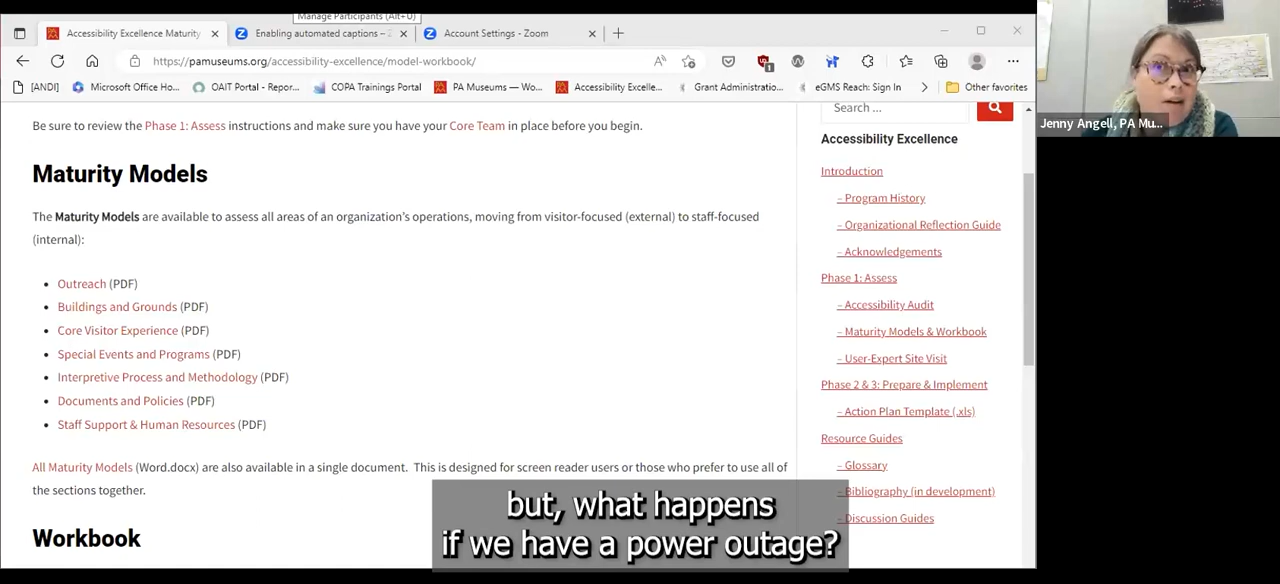 Manage Participants (Alt+U)
Accessibility Excellence Maturity
Enabling automated captions –
Account Settings - Zoom
https://pamuseums.org/accessibility-excellence/model-workbook/
[ANDI]
Microsoft Office Ho...
OAIT Portal - Repor...
COPA Trainings Portal
PA Museums — Wo...
Accessibility Excelle...
Grant Administratio...
eGMS Reach: Sign In
Other favorites
Be sure to review the Phase 1: Assess instructions and make sure you have your Core Team in place before you begin.
Maturity Models
The Maturity Models are available to assess all areas of an organization's operations, moving from visitor-focused (external) to staff-focused
(internal):
Outreach (PDF)
Buildings and Grounds (PDF)
Core Visitor Experience (PDF)
Special Events and Programs (PDF)
Interpretive Process and Methodology (PDF)
Documents and Policies (PDF)
Staff Support & Human Resources (PDF)
All Maturity Models (Word.docx) are also available in a single document. This is designed for screen reader users or those who prefer to use all of
the sections together.
Workbook
Search ...
Accessibility Excellence
Introduction
– Program History
– Organizational Reflection Guide
– Acknowledgements
Phase 1: Assess
– Accessibility Audit
– Maturity Models & Workbook
– User-Expert Site Visit
Phase 2 & 3: Prepare & Implement
– Action Plan Template (.xls)
Resource Guides
– Glossary
– Bibliography (in development)
– Discussion Guides
Jenny Angell, PA Mu...
but, what happens
if we have a power outage?